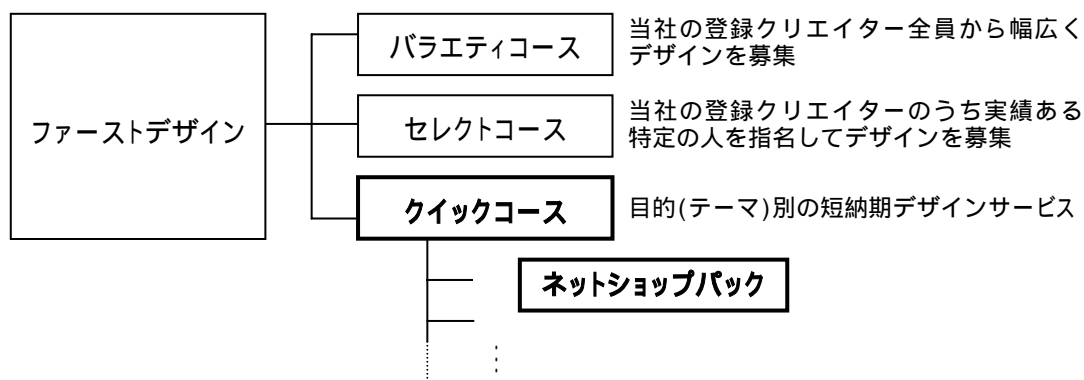 バラエティコース
当社の登録クリエイター全員から幅広く
デザインを募集
ファーストデザイン
セレクトコース
当社の登録クリエイターのうち実績ある
特定の人を指名してデザインを募集
クイックコース
目的(テーマ)別の短納期デザインサービス
ネットショップパック